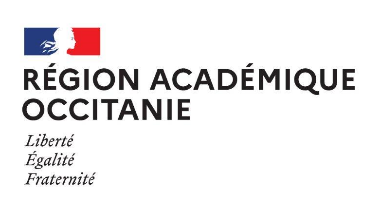 RÉGION ACADÉMIQUE
OCCITANIE
Liberté
Égalité
Fraternité